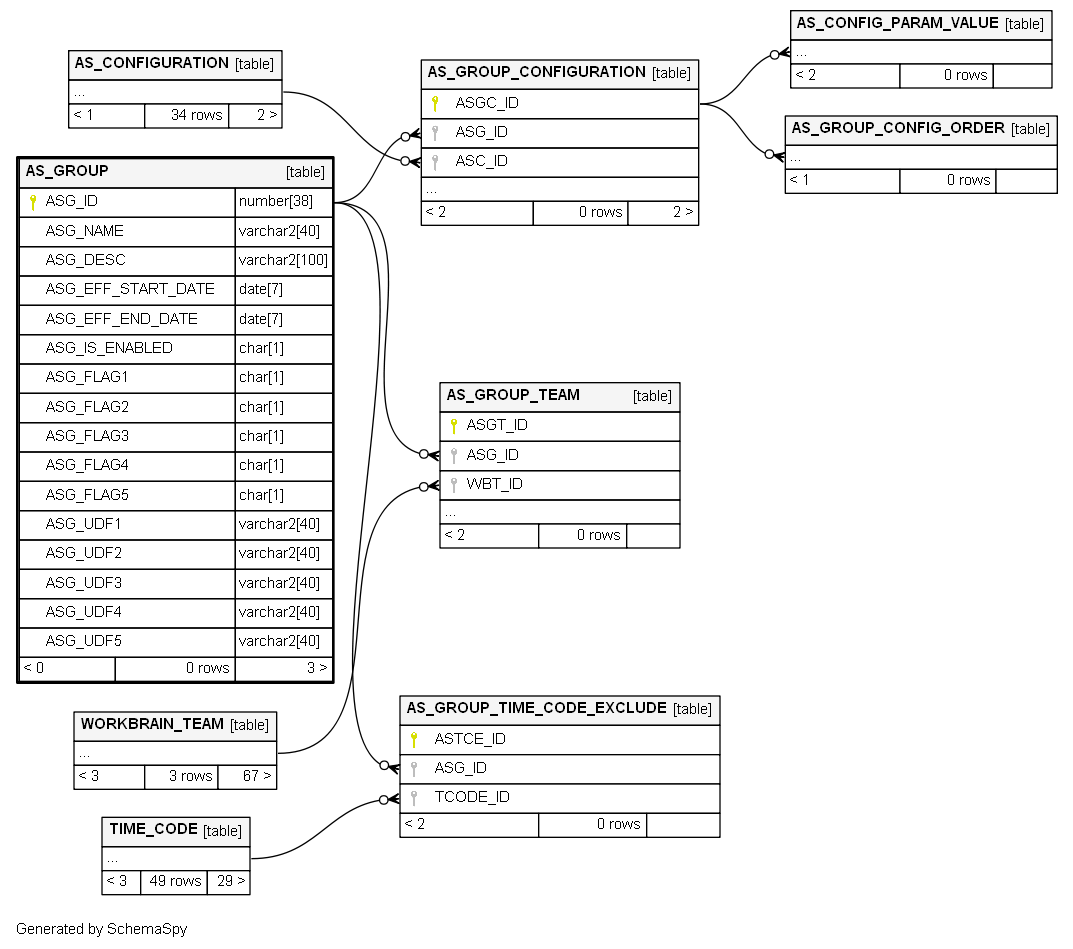 AS_CONFIGURATION [table]
...
< 1 34 rows 2 >
AS_GROUP [table]
ASG_ID number[38]
ASG_NAME varchar2[40]
ASG_DESC varchar2[100]
ASG_EFF_START_DATE date[7]
ASG_EFF_END_DATE date[7]
ASG_IS_ENABLED char[1]
ASG_FLAG1 char[1]
ASG_FLAG2 char[1]
ASG_FLAG3 char[1]
ASG_FLAG4 char[1]
ASG_FLAG5 char[1]
ASG_UDF1 varchar2[40]
ASG_UDF2 varchar2[40]
ASG_UDF3 varchar2[40]
ASG_UDF4 varchar2[40]
ASG_UDF5 varchar2[40]
< 0 0 rows 3 >
WORKBRAIN_TEAM [table]
...
< 3 3 rows 67 >
TIME_CODE [table]
...
< 3 49 rows 29 >
AS_GROUP_CONFIGURATION [table]
ASGC_ID
ASG_ID
ASC_ID
...
< 2 0 rows 2 >
AS_GROUP_TEAM [table]
ASGT_ID
ASG_ID
WBT_ID
...
< 2 0 rows
AS_GROUP_TIME_CODE_EXCLUDE [table]
ASTCE_ID
ASG_ID
TCODE_ID
< 2 0 rows
AS_CONFIG_PARAM_VALUE [table]
...
< 2 0 rows
AS_GROUP_CONFIG_ORDER [table]
...
< 1 0 rows
Generated by SchemaSpy